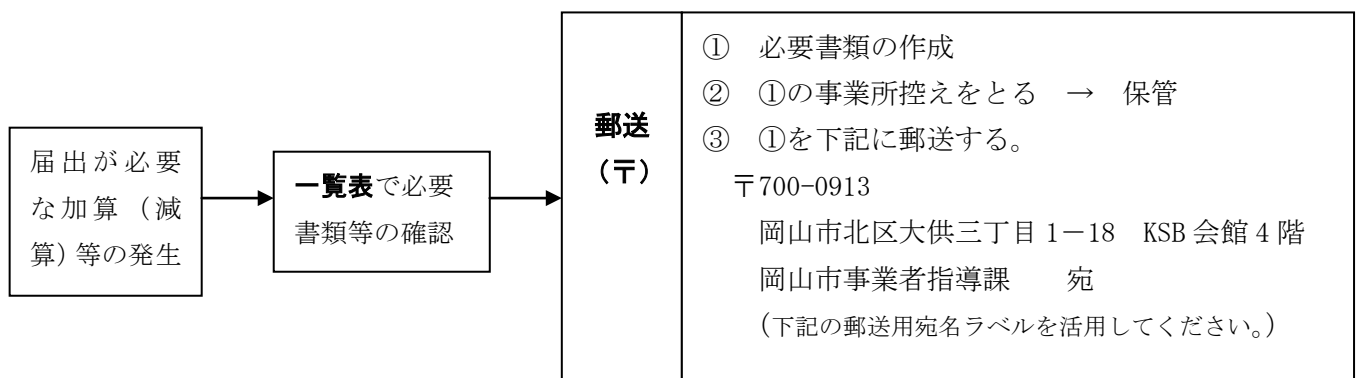 届出が必要
な加算（減
算）等の発生
一覧表で必要
書類等の確認
郵送
（〒）
①　必要書類の作成
②　①の事業所控えをとる　→　保管
③　①を下記に郵送する。
〒700-0913
岡山市北区大供三丁目1－18　KSB会館4階
岡山市事業者指導課　　宛
(下記の郵送用宛名ラベルを活用してください。)